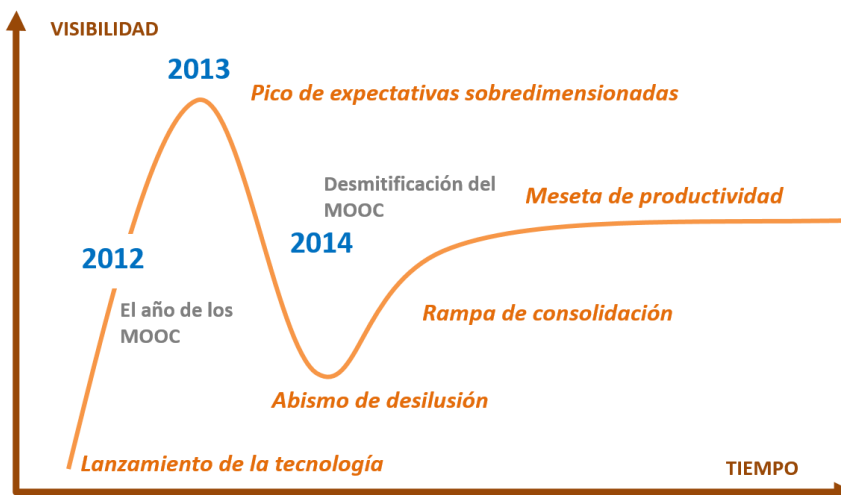 VISIBILIDAD
2013
Pico de expectativas sobredimensionadas
Desmitificación del
MOOC
Meseta de productividad
2014
2012
El año de los
MOOC
Rampa de consolidación
Abismo de desilusión
Lanzamiento de la tecnología
TIEMPO